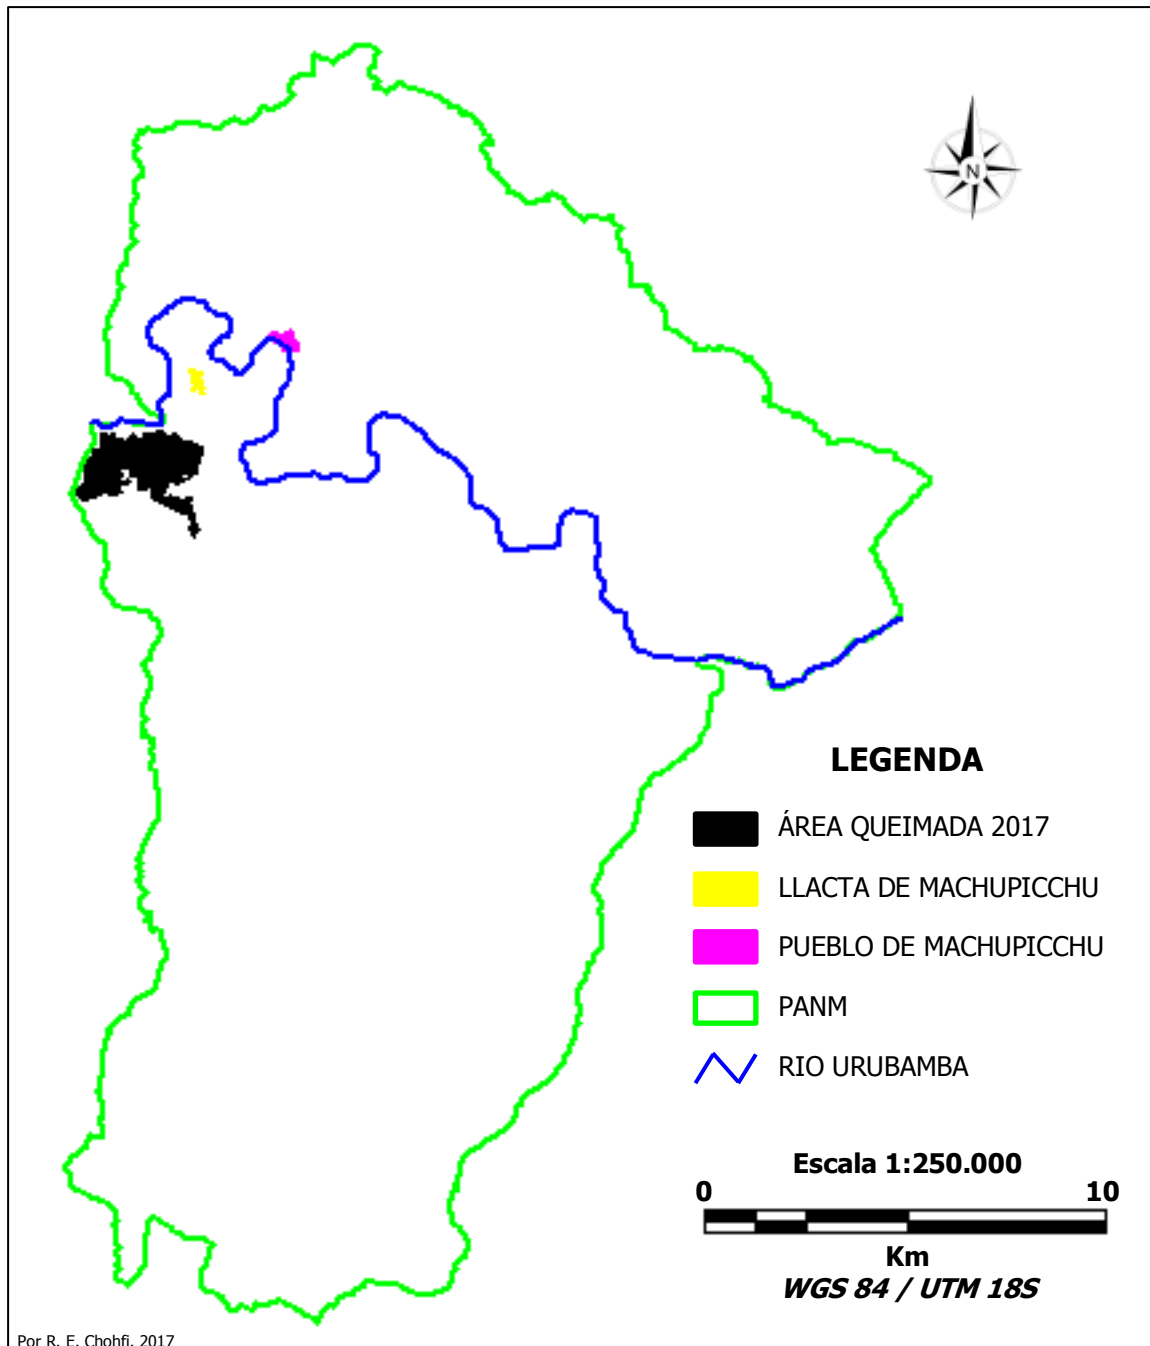 N
LEGENDA
ÁREA QUEIMADA 2017
LLACTA DE MACHUPICCHU
PUEBLO DE MACHUPICCHU
PANM
RIO URUBAMBA
Escala 1:250.000
0 10
Km
WGS 84 / UTM 18S
Por R. E. Chohfi, 2017